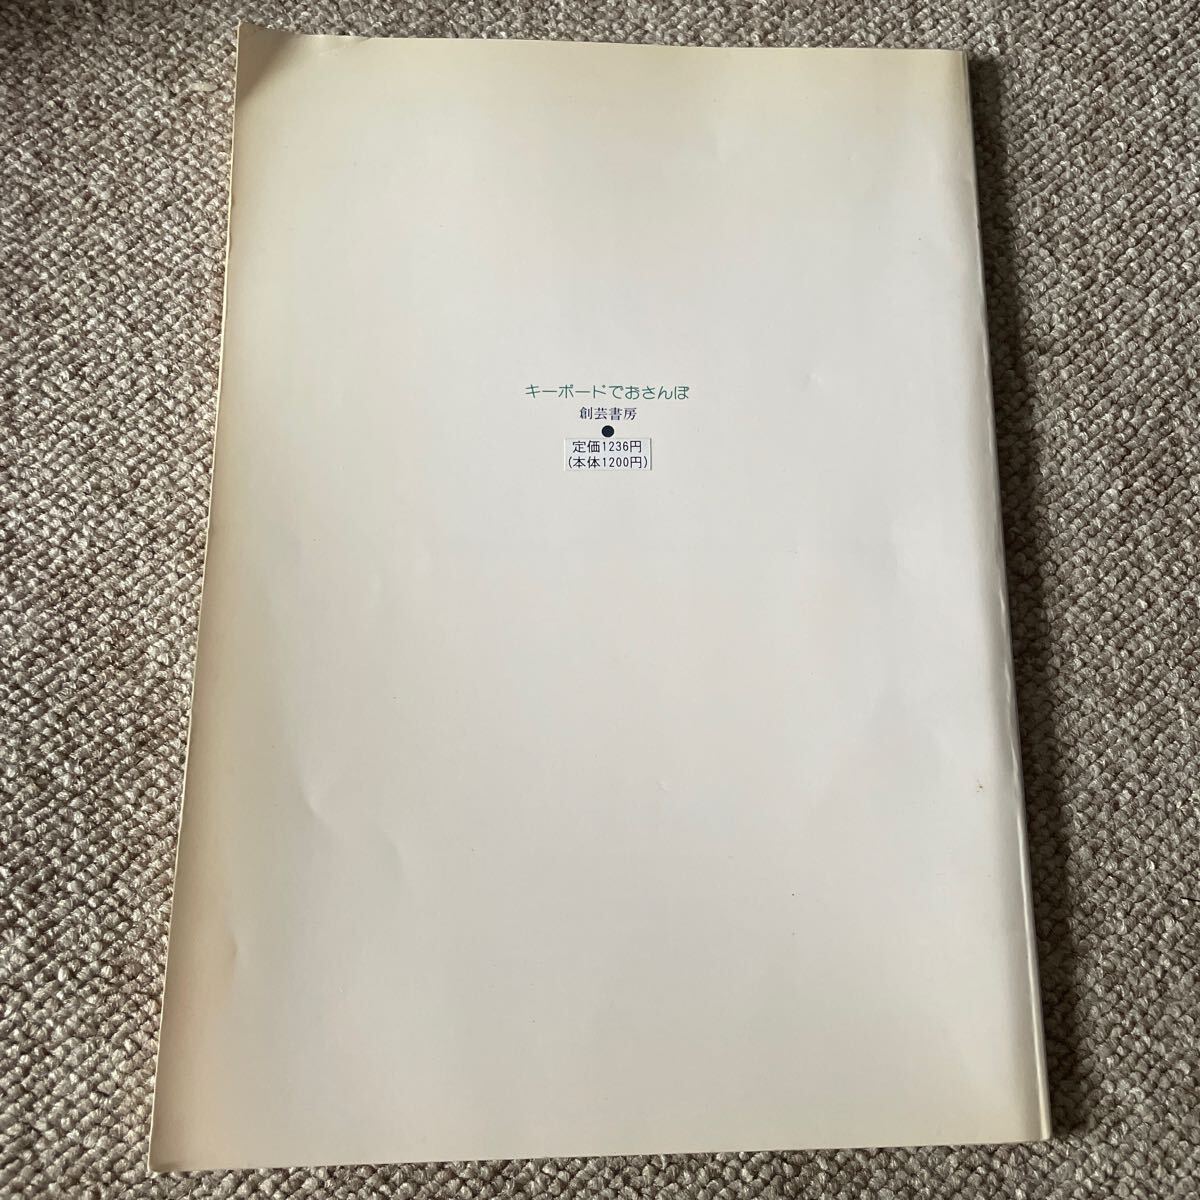 キーボードでおさんぽ
創芸書房
定価1236円
(本体1200円)